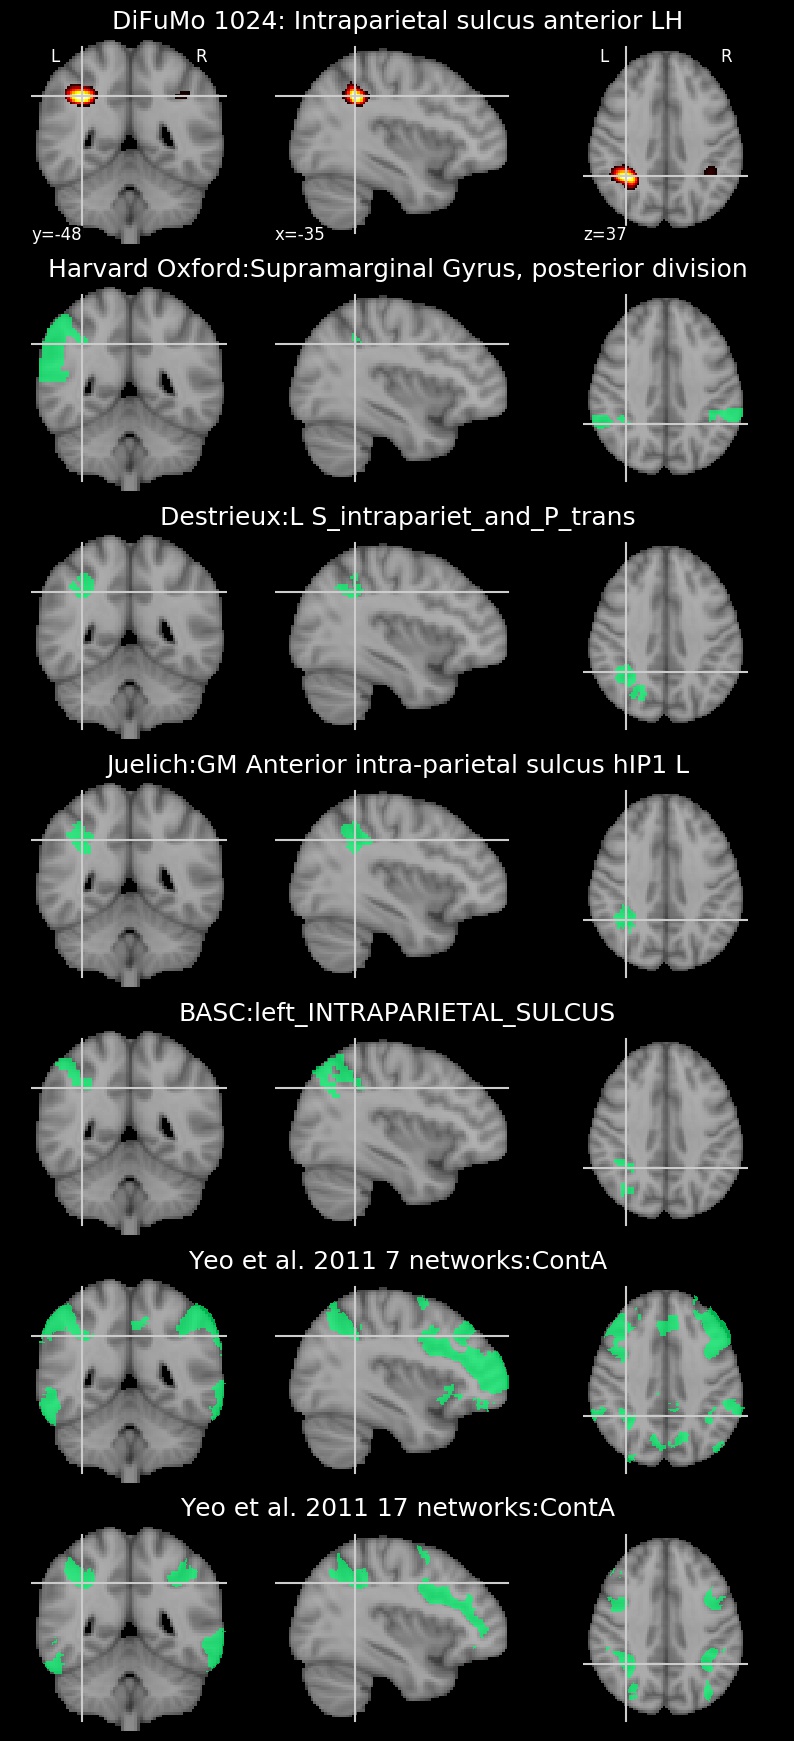 DiFuMo 1024: Intraparietal sulcus anterior LH
L R L R
y=-48 x=-35 z=37
Harvard Oxford:Supramarginal Gyrus, posterior division
Destrieux:L S_intrapariet_and_P_trans
Juelich:GM Anterior intra-parietal sulcus hIP1 L
BASC:left_INTRAPARIETAL_SULCUS
Yeo et al. 2011 7 networks:ContA
Yeo et al. 2011 17 networks:ContA